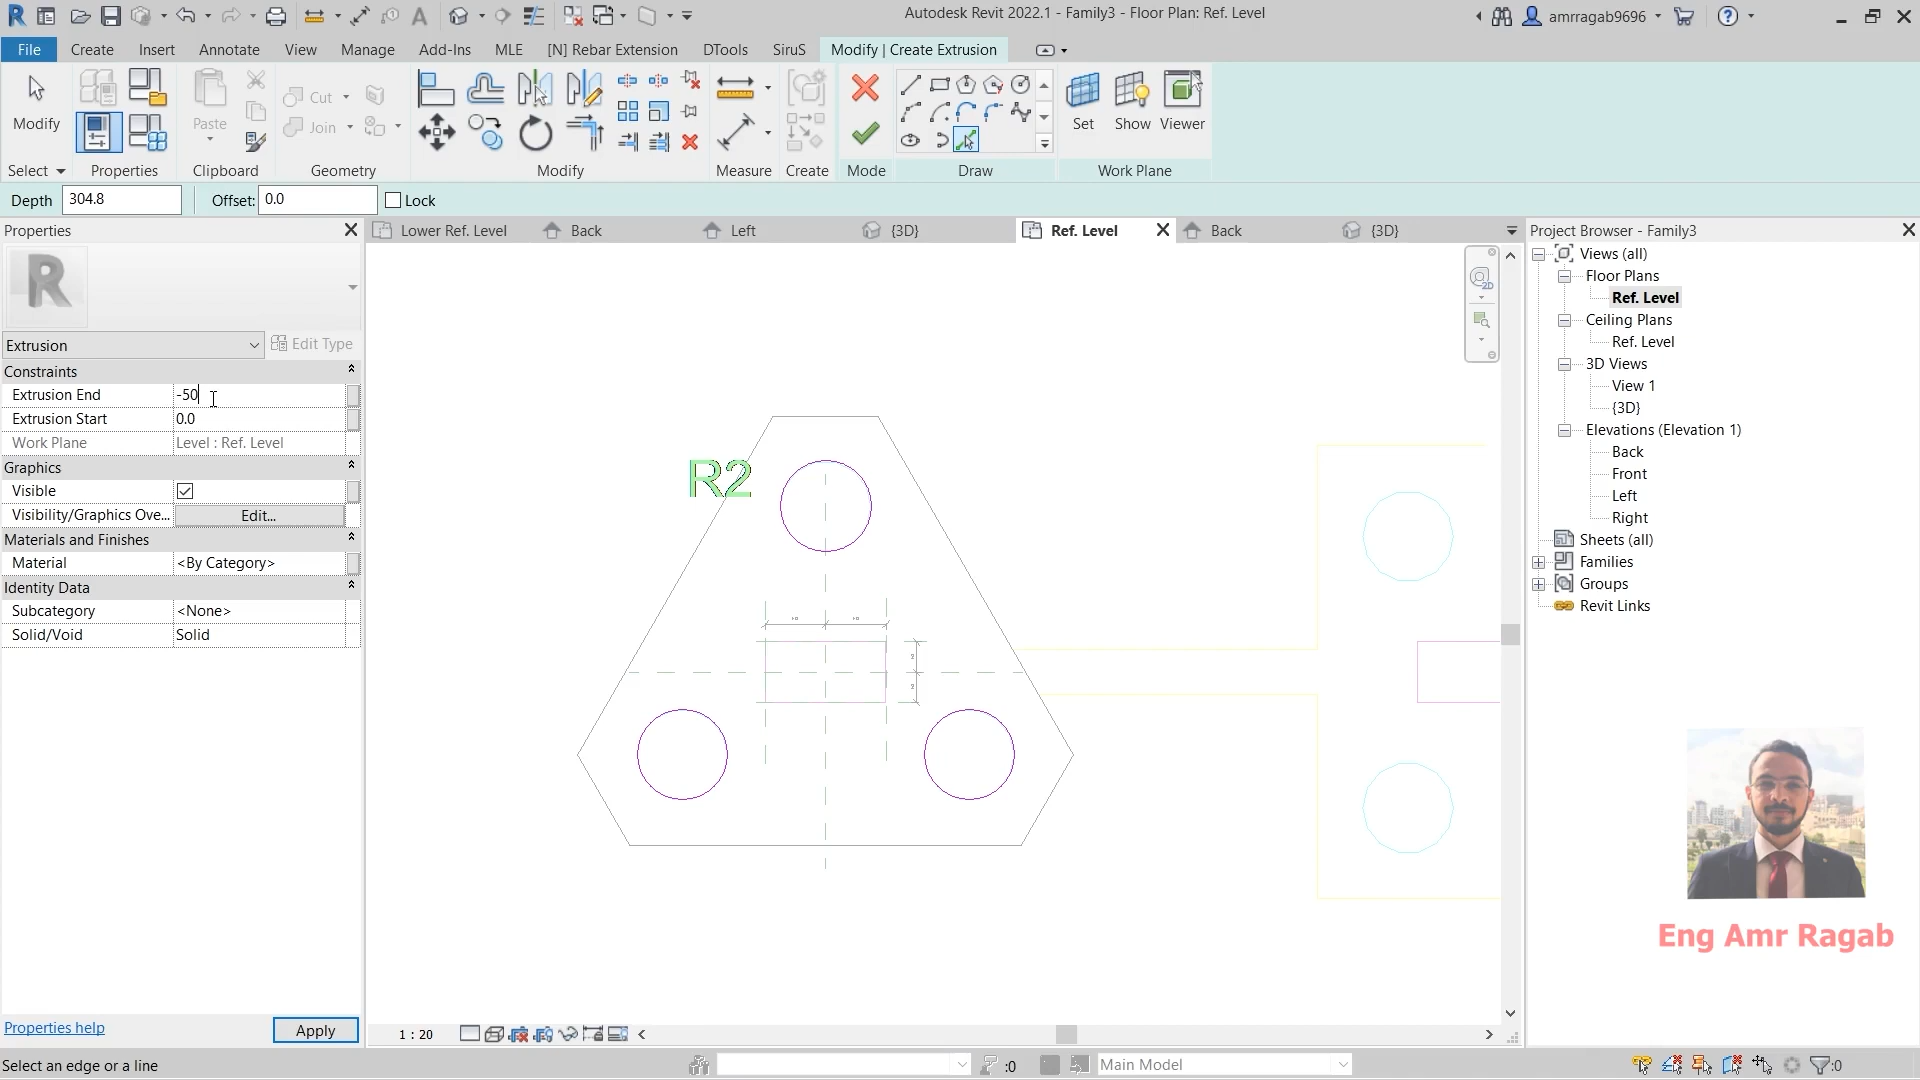 Autodesk Revit 2022.1 - Family3 - Floor Plan: Ref. Level
amrragab9696
File
Create
Insert
Annotate
View
Manage
Add-Ins
MLE
[N] Rebar Extension
DTools
SiruS
Modify | Create Extrusion
Modify
Paste
Cut
Join
Set
Show
Viewer
Select
Properties
Clipboard
Geometry
Modify
Measure
Create
Mode
Draw
Work Plane
Depth
304.8
Offset:
0.0
Lock
Properties
Lower Ref. Level
Back
Left
{3D}
Ref. Level
Back
{3D}
Project Browser - Family3
R
Extrusion
Edit Type
Constraints
Extrusion End
-50
Extrusion Start
0.0
Work Plane
Level : Ref. Level
Graphics
Visible
Visibility/Graphics Ove...
Edit...
Materials and Finishes
Material
<By Category>
Identity Data
Subcategory
<None>
Solid/Void
Solid
Properties help
Apply
R2
2D
Views (all)
Floor Plans
Ref. Level
Ceiling Plans
Ref. Level
3D Views
View 1
{3D}
Elevations (Elevation 1)
Back
Front
Left
Right
Sheets (all)
Families
Groups
Revit Links
Eng Amr Ragab
1 : 20
Select an edge or a line
:0
Main Model
:0